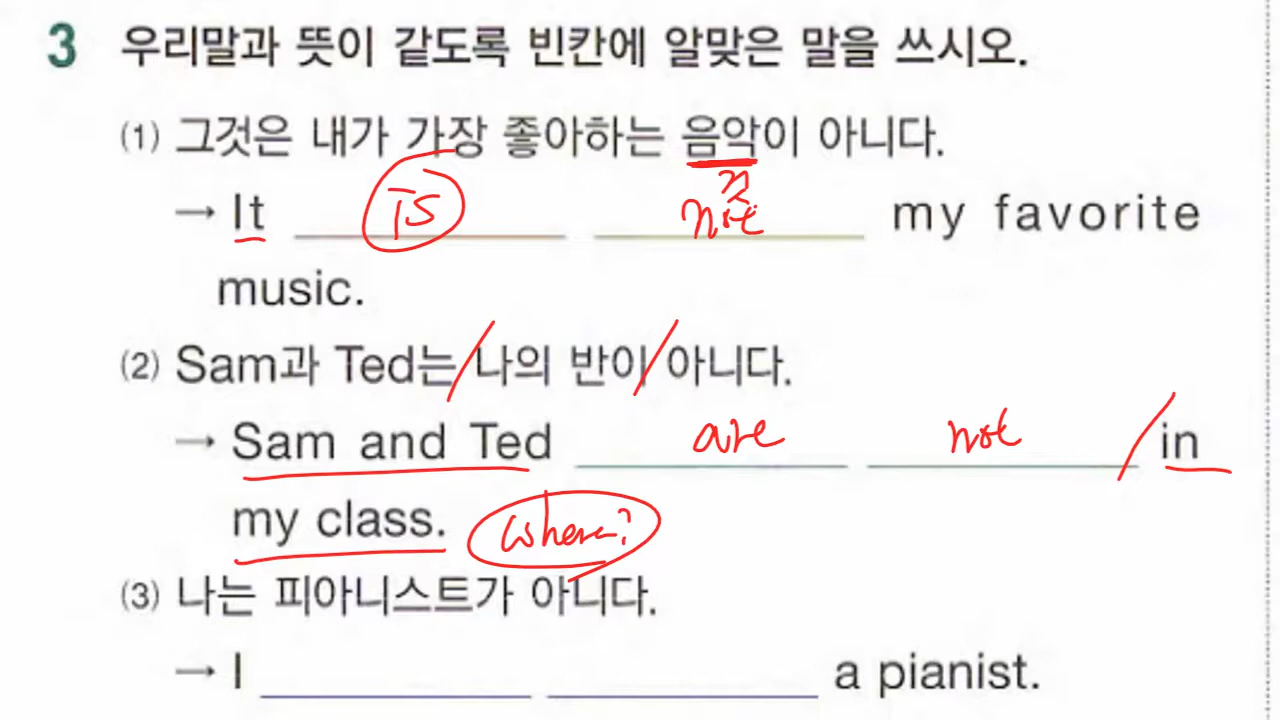 3 우리말과 뜻이 같도록 빈칸에 알맞은 말을 쓰시오.
(1) 그것은 내가 가장 좋아하는 음악이 아니다.
→ It is not my favorite
music.
(2) Sam과 Ted는 나의 반이 아니다.
→ Sam and Ted are not in
my class. where?
(3) 나는 피아니스트가 아니다.
→ I a pianist.